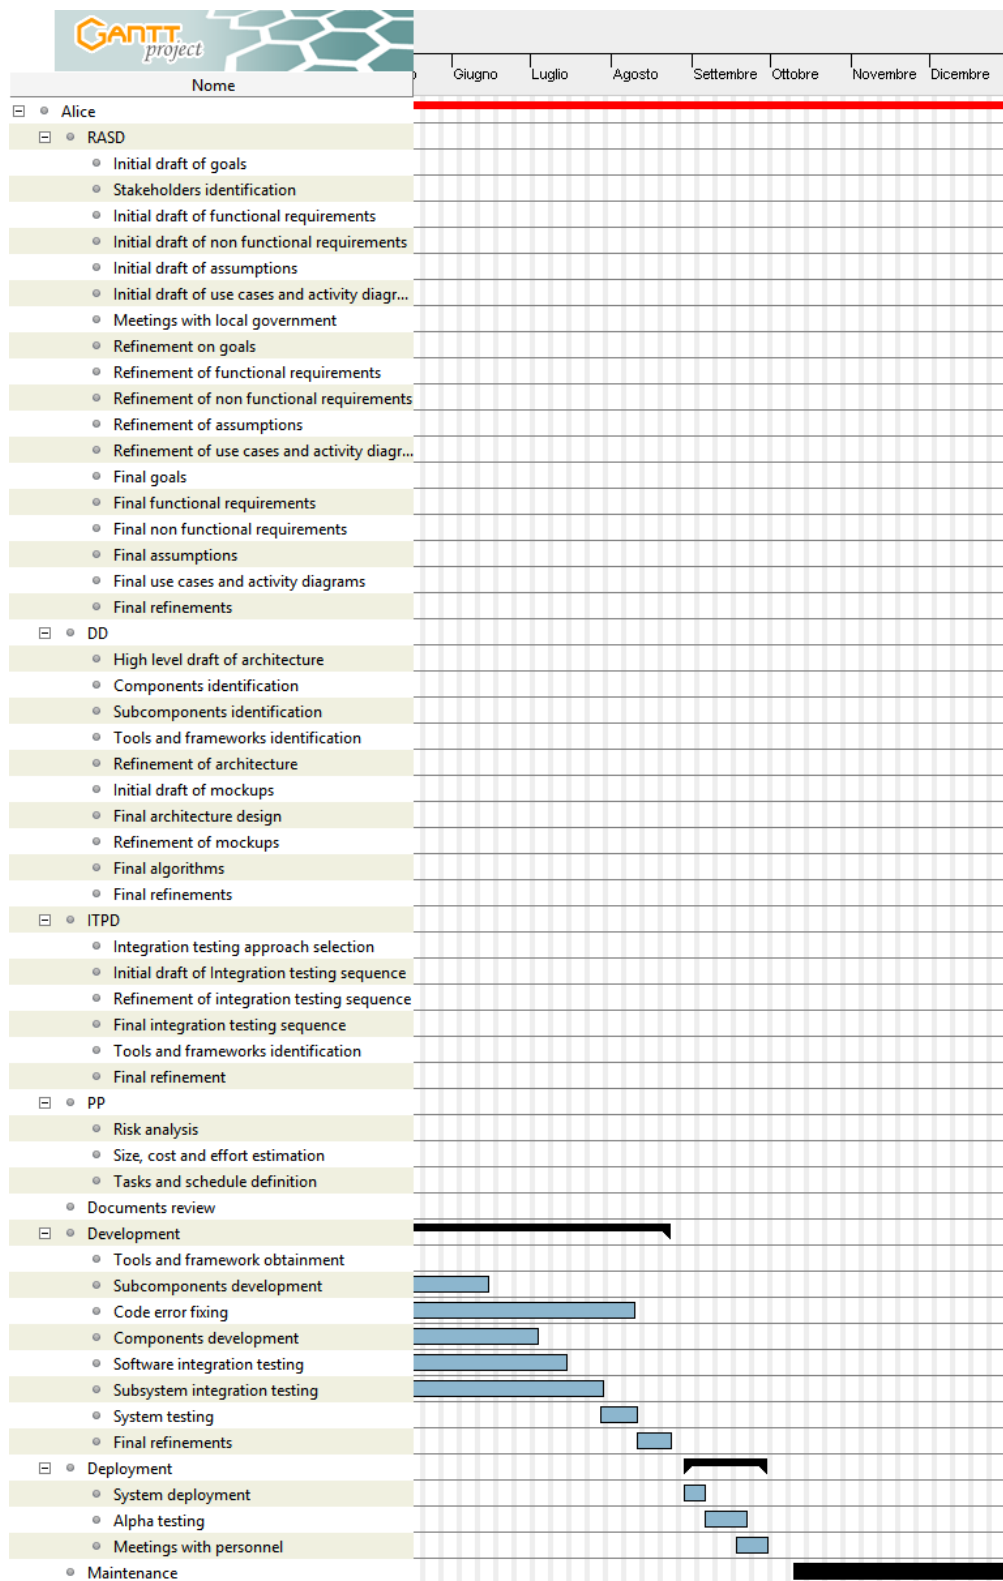 GANTT
project
Giugno Luglio Agosto Settembre Ottobre Novembre Dicembre
Nome
Alice
RASD
Initial draft of goals
Stakeholders identification
Initial draft of functional requirements
Initial draft of non functional requirements
Initial draft of assumptions
Initial draft of use cases and activity diagr...
Meetings with local government
Refinement on goals
Refinement of functional requirements
Refinement of non functional requirements
Refinement of assumptions
Refinement of use cases and activity diagr...
Final goals
Final functional requirements
Final non functional requirements
Final assumptions
Final use cases and activity diagrams
Final refinements
DD
High level draft of architecture
Components identification
Subcomponents identification
Tools and frameworks identification
Refinement of architecture
Initial draft of mockups
Final architecture design
Refinement of mockups
Final algorithms
Final refinements
ITPD
Integration testing approach selection
Initial draft of Integration testing sequence
Refinement of integration testing sequence
Final integration testing sequence
Tools and frameworks identification
Final refinement
PP
Risk analysis
Size, cost and effort estimation
Tasks and schedule definition
Documents review
Development
Tools and framework obtainment
Subcomponents development
Code error fixing
Components development
Software integration testing
Subsystem integration testing
System testing
Final refinements
Deployment
System deployment
Alpha testing
Meetings with personnel
Maintenance